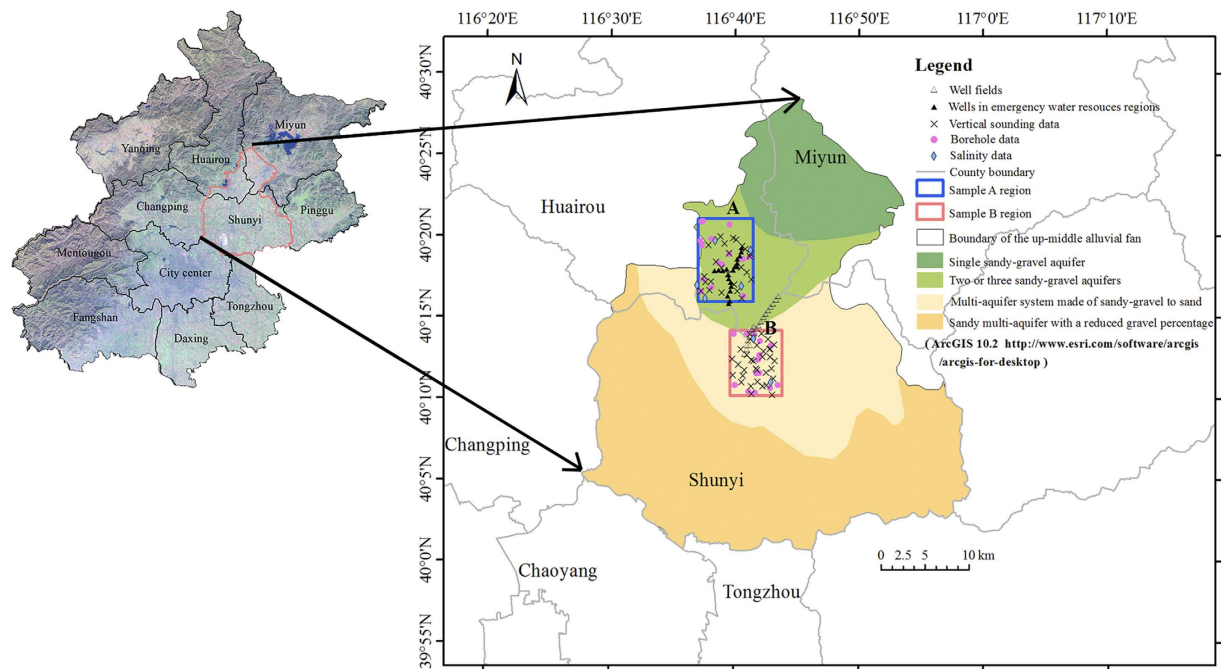 116°20'E 116°30'E 116°40'E 116°50'E 117°0'E 117°10'E
N
40°30'N
40°25'N
40°20'N
40°15'N
40°10'N
40°5'N
40°0'N
39°55'N
Miyun
Yanqing
Huairou
Changping
Shunyi
Pinggu
Mentougou
City center
Tongzhou
Fangshan
Daxing
Miyun
Huairou
A
B
Changping
Shunyi
Chaoyang
Tongzhou
Legend
Well fields
Wells in emergency water resouces regions
Vertical sounding data
Borehole data
Salinity data
County boundary
Sample A region
Sample B region
Boundary of the up-middle alluvial fan
Single sandy-gravel aquifer
Two or three sandy-gravel aquifers
Multi-aquifer system made of sandy-gravel to sand
Sandy multi-aquifer with a reduced gravel percentage
( ArcGIS 10.2 http://www.esri.com/software/arcgis
/arcgis-for-desktop )
0 2.5 5 10 km